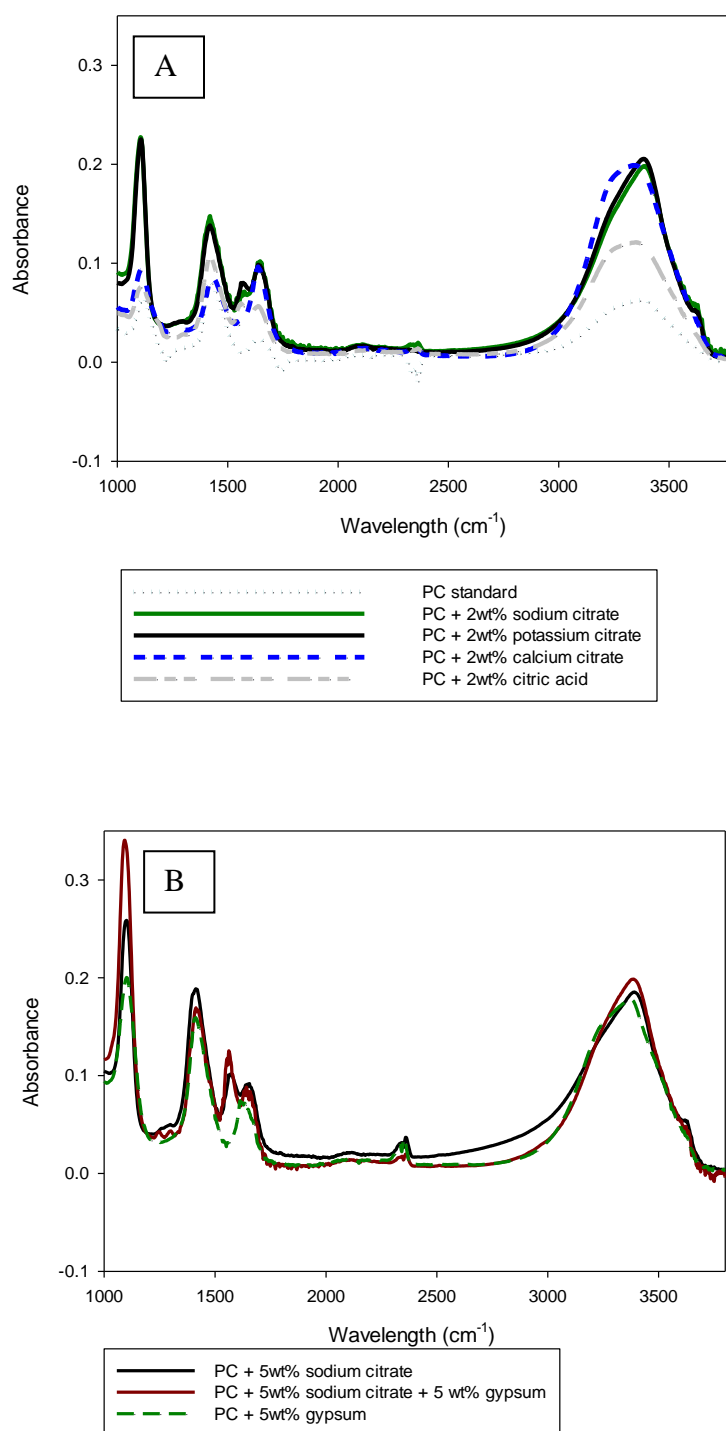 A
0.3
0.2
0.1
0.0
-0.1
Absorbance
1000 1500 2000 2500 3000 3500
Wavelength (cm-1)
PC standard
PC + 2wt% sodium citrate
PC + 2wt% potassium citrate
PC + 2wt% calcium citrate
PC + 2wt% citric acid
B
0.3
0.2
0.1
0.0
-0.1
Absorbance
1000 1500 2000 2500 3000 3500
Wavelength (cm-1)
PC + 5wt% sodium citrate
PC + 5wt% sodium citrate + 5 wt% gypsum
PC + 5wt% gypsum